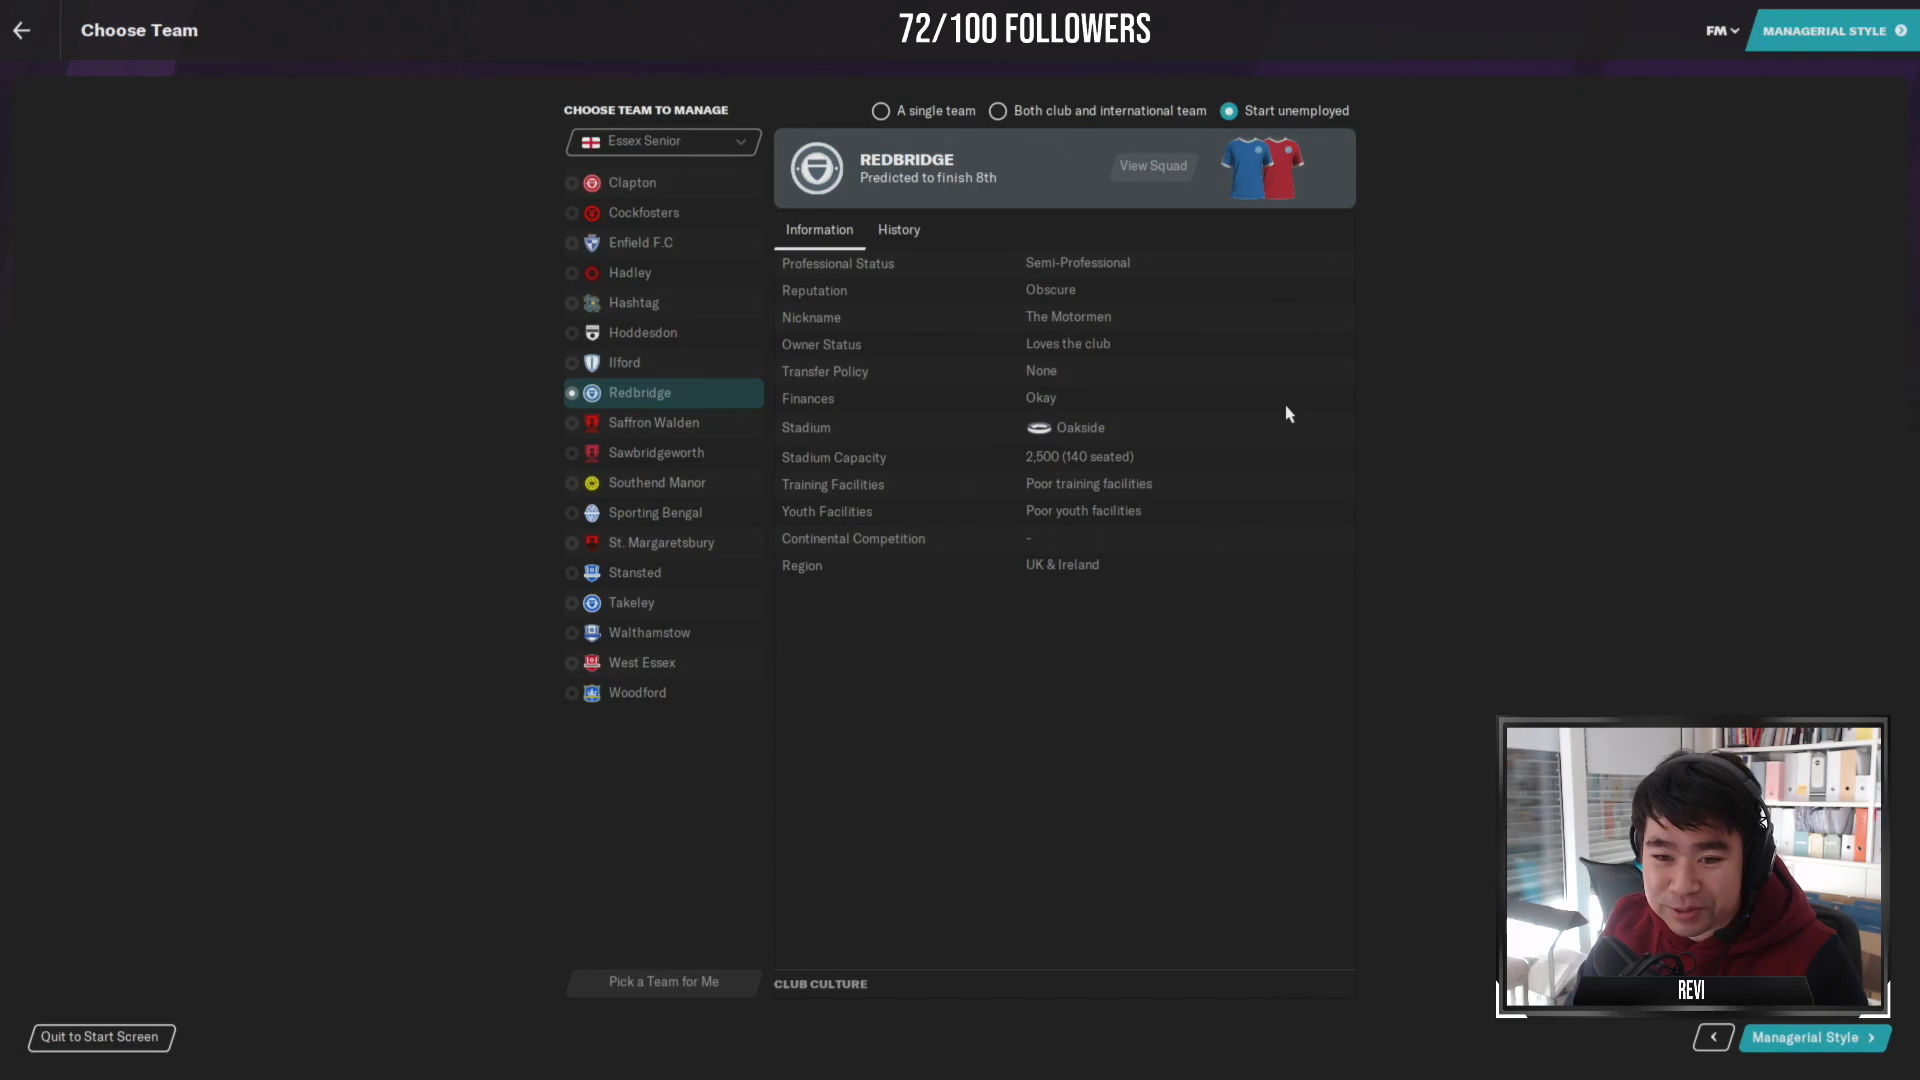 Choose Team
72/100 FOLLOWERS
FM
MANAGERIAL STYLE
CHOOSE TEAM TO MANAGE
A single team
Both club and international team
Start unemployed
Essex Senior
Clapton
Cockfosters
Enfield F.C
Hadley
Hashtag
Hoddesdon
Ilford
Redbridge
Saffron Walden
Sawbridgeworth
Southend Manor
Sporting Bengal
St. Margaretsbury
Stansted
Takeley
Walthamstow
West Essex
Woodford
Pick a Team for Me
REDBRIDGE
Predicted to finish 8th
View Squad
Information History
Professional Status Semi-Professional
Reputation Obscure
Nickname The Motormen
Owner Status Loves the club
Transfer Policy None
Finances Okay
Stadium Oakside
Stadium Capacity 2,500 (140 seated)
Training Facilities Poor training facilities
Youth Facilities Poor youth facilities
Continental Competition -
Region UK & Ireland
CLUB CULTURE
REVI
Quit to Start Screen
Managerial Style